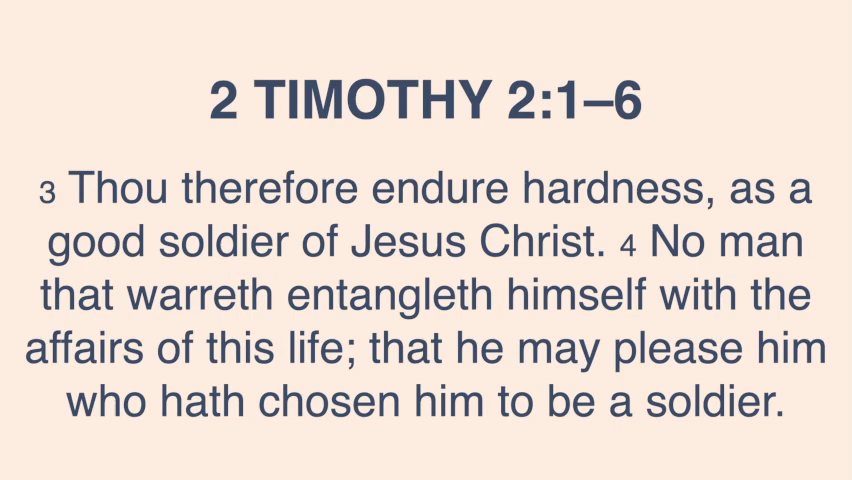 2 TIMOTHY 2:1–6
3 Thou therefore endure hardness, as a
good soldier of Jesus Christ. 4 No man
that warreth entangleth himself with the
affairs of this life; that he may please him
who hath chosen him to be a soldier.